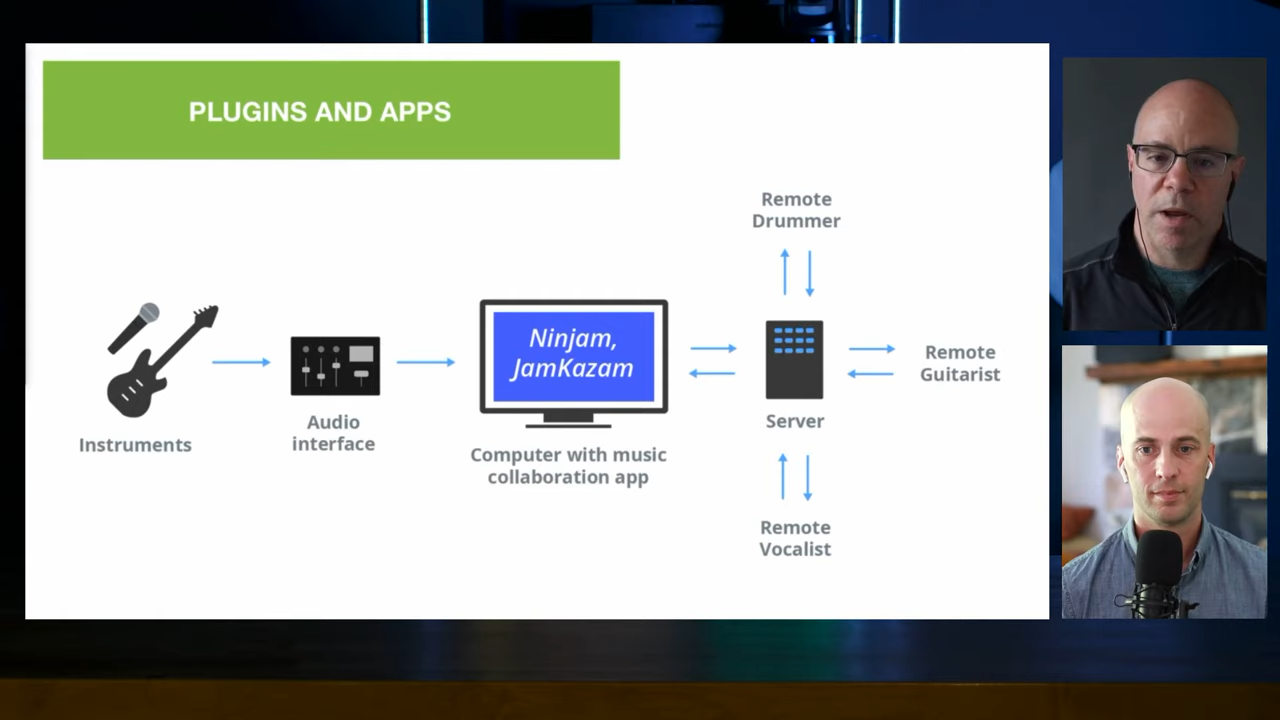 PLUGINS AND APPS
Remote
Drummer
Ninjam,
JamKazam
Remote
Guitarist
Audio
interface
Server
Instruments
Computer with music
collaboration app
Remote
Vocalist